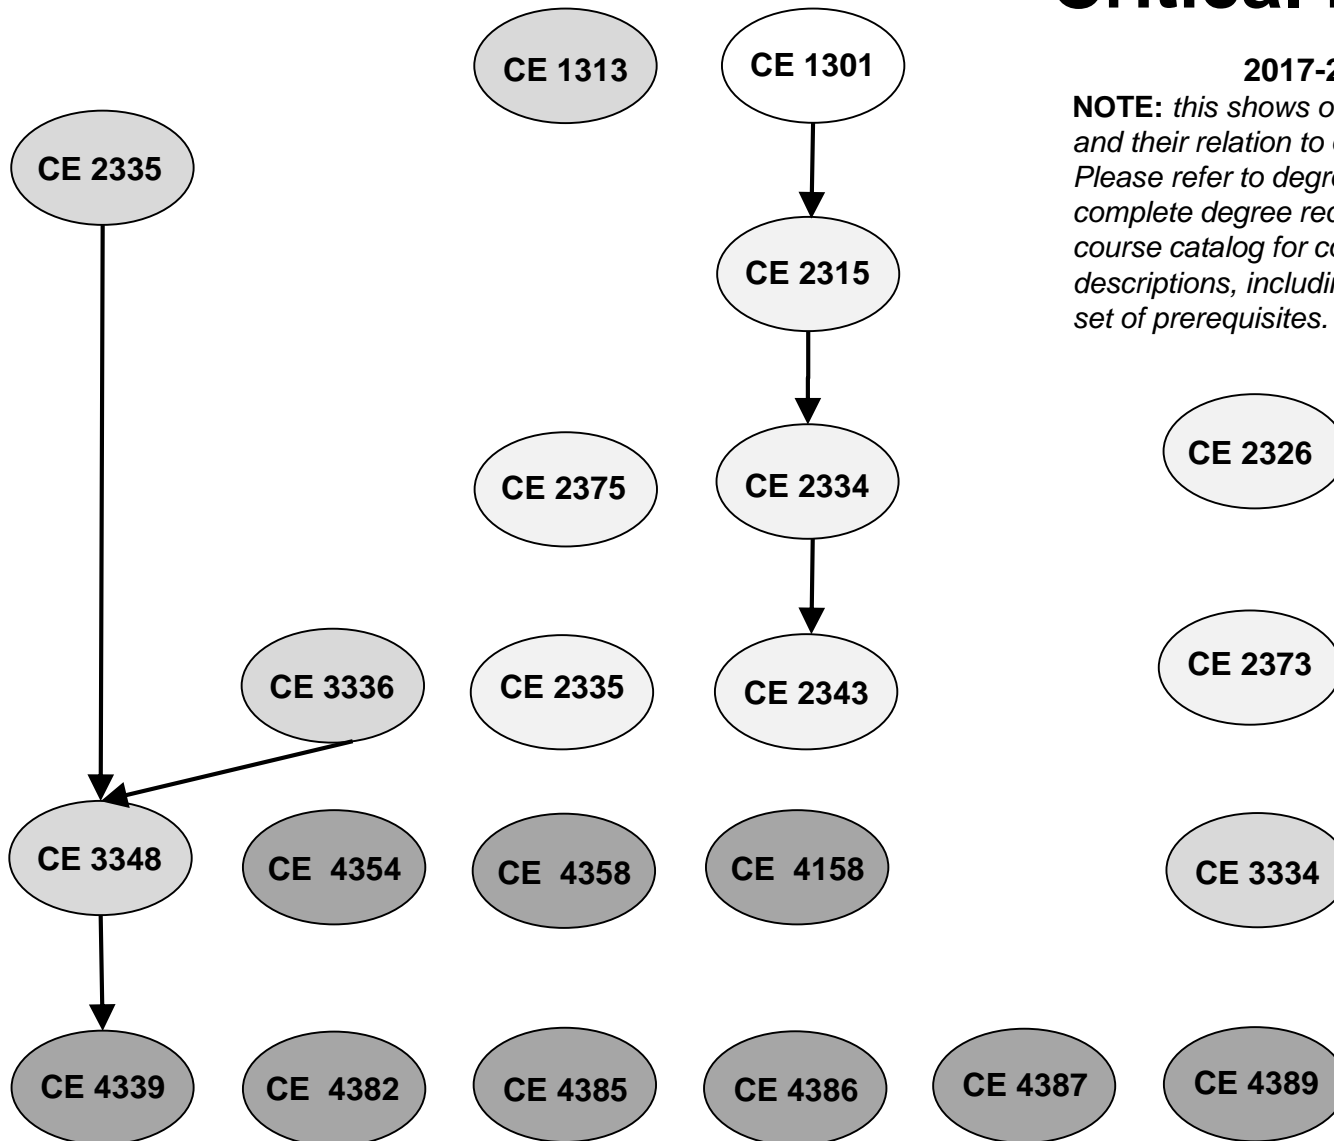 CE 1313
CE 1301
2017-2
NOTE: this shows o
and their relation to
Please refer to degre
complete degree req
course catalog for co
descriptions, includin
set of prerequisites.
CE 2335
CE 2315
CE 2375
CE 2334
CE 2326
CE 3336
CE 2335
CE 2343
CE 2373
CE 3348
CE 4354
CE 4358
CE 4158
CE 3334
CE 4339
CE 4382
CE 4385
CE 4386
CE 4387
CE 4389